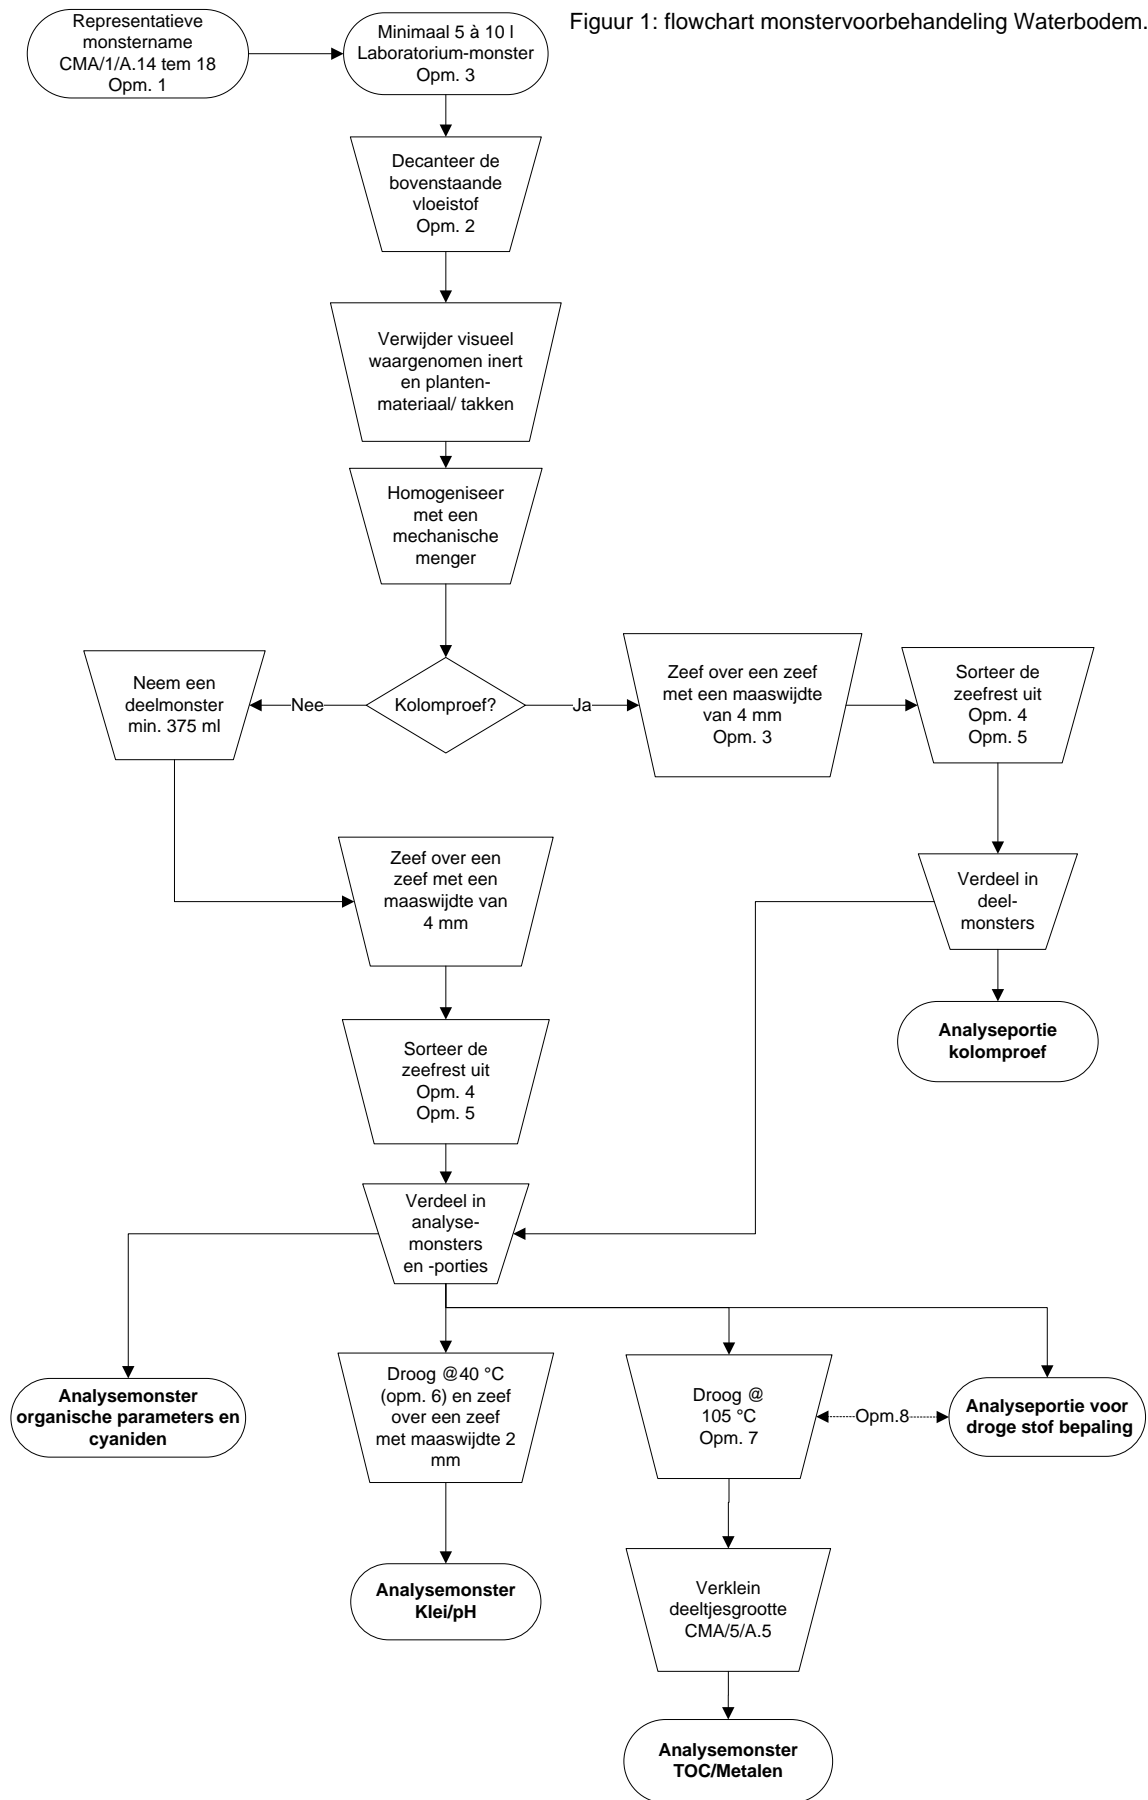 Figuur 1: flowchart monstervoorbehandeling Waterbodem.
Representatieve
monstername
CMA/1/A.14 tem 18
Opm. 1
Minimaal 5 à 10 l
Laboratorium-monster
Opm. 3
Decanteer de
bovenstaande
vloeistof
Opm. 2
Verwijder visueel
waargenomen inert
en planten-
materiaal/ takken
Homogeniseer
met een
mechanische
menger
Neem een
deelmonster
min. 375 ml
Nee
Kolomproef?
Ja
Zeef over een zeef
met een maaswijdte
van 4 mm
Opm. 3
Sorteer de
zeefrest uit
Opm. 4
Opm. 5
Zeef over een
zeef met een
maaswijdte van
4 mm
Verdeel in
deel-
monsters
Analyseportie
kolomproef
Sorteer de
zeefrest uit
Opm. 4
Opm. 5
Verdeel in
analyse-
monsters
en -porties
Analysemonster
organische parameters en
cyaniden
Droog @40 °C
(opm. 6) en zeef
over een zeef
met maaswijdte 2
mm
Droog @
105 °C
Opm. 7
Opm.8
Analyseportie voor
droge stof bepaling
Analysemonster
Klei/pH
Verklein
deeltjesgrootte
CMA/5/A.5
Analysemonster
TOC/Metalen